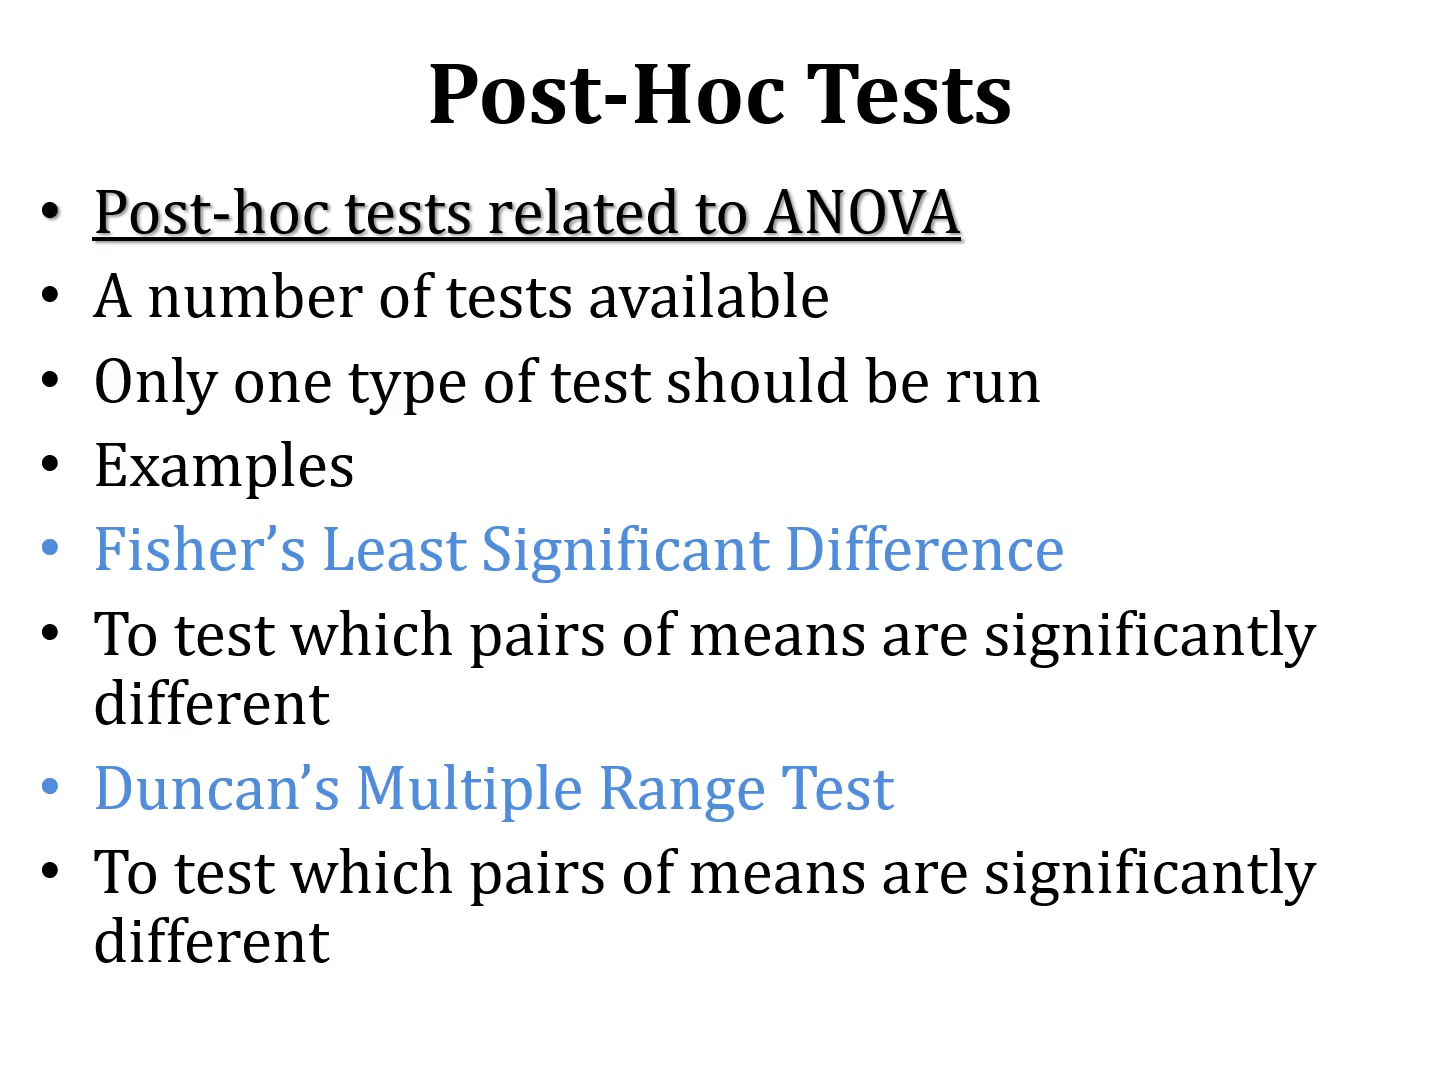 Post-Hoc Tests
• Post-hoc tests related to ANOVA
• A number of tests available
• Only one type of test should be run
• Examples
• Fisher’s Least Significant Difference
• To test which pairs of means are significantly
different
• Duncan’s Multiple Range Test
• To test which pairs of means are significantly
different